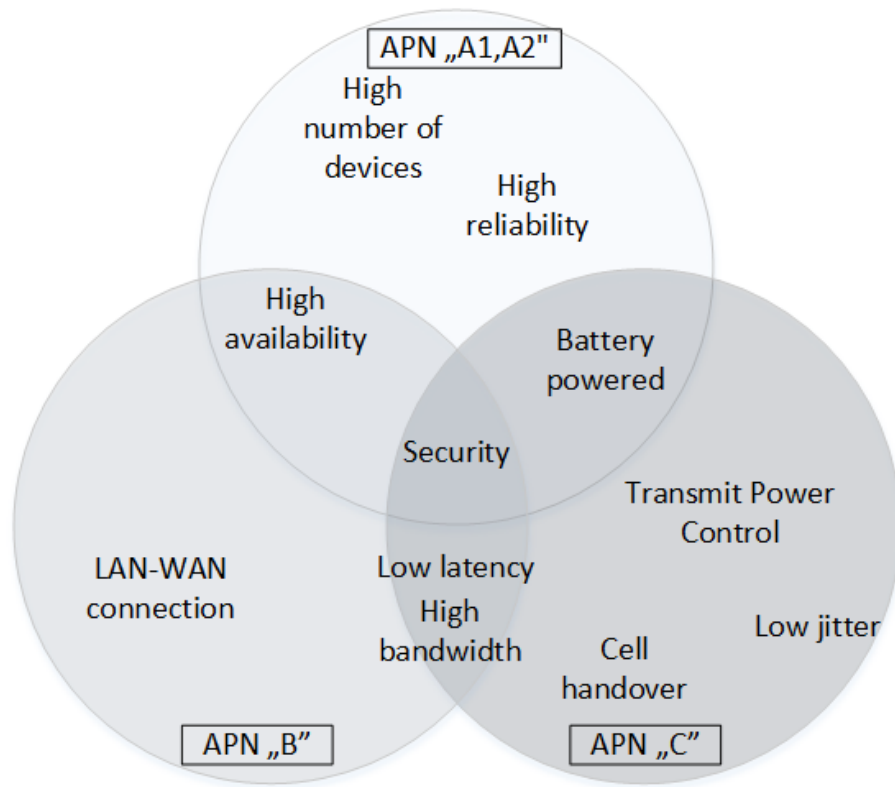 APN „A1,A2"
High
number of
devices
High
reliability
High
availability
Battery
powered
Security
Transmit Power
Control
LAN-WAN
connection
Low latency
High
bandwidth
Low jitter
Cell
handover
APN „B”
APN „C”